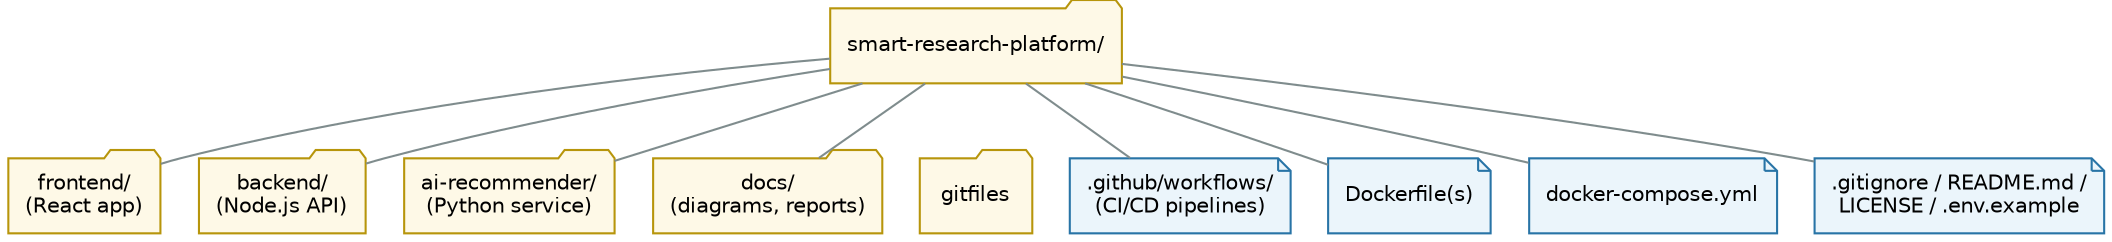 smart-research-platform/
frontend/
(React app)
backend/
(Node.js API)
ai-recommender/
(Python service)
docs/
(diagrams, reports)
gitfiles
.github/workflows/
(CI/CD pipelines)
Dockerfile(s)
docker-compose.yml
.gitignore / README.md /
LICENSE / .env.example